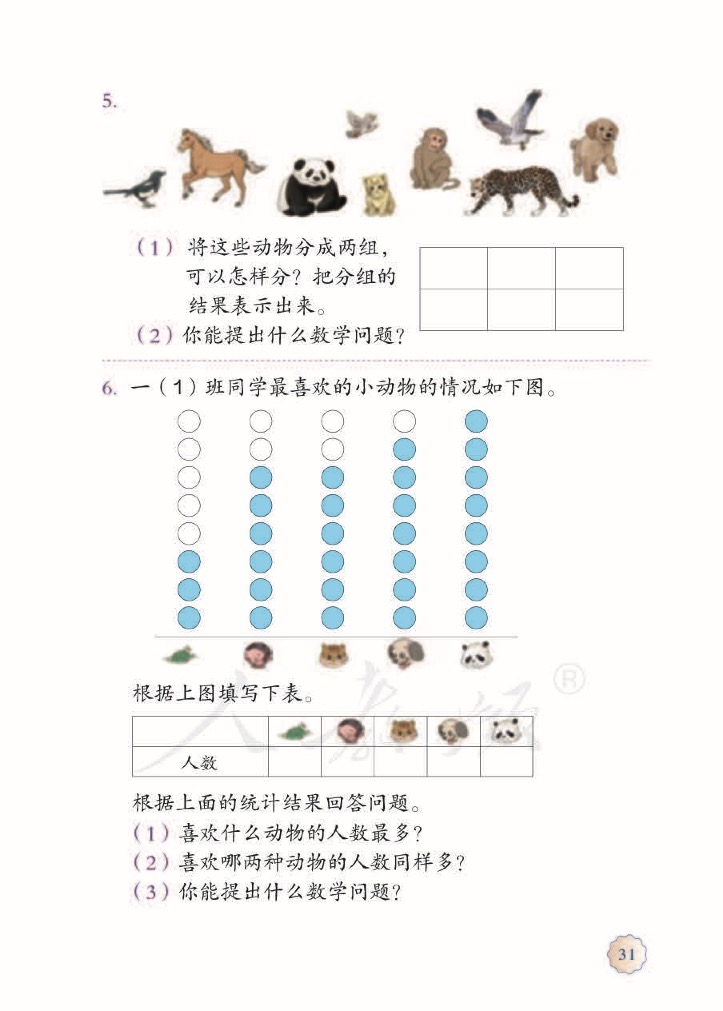 5.
（1）将这些动物分成两组，
可以怎样分？把分组的
结果表示出来。
（2）你能提出什么数学问题？
6. 一（1）班同学最喜欢的小动物的情况如下图。
根据上图填写下表。
人数
人教领®
根据上面的统计结果回答问题。
（1）喜欢什么动物的人数最多？
（2）喜欢哪两种动物的人数同样多？
（3）你能提出什么数学问题？
31